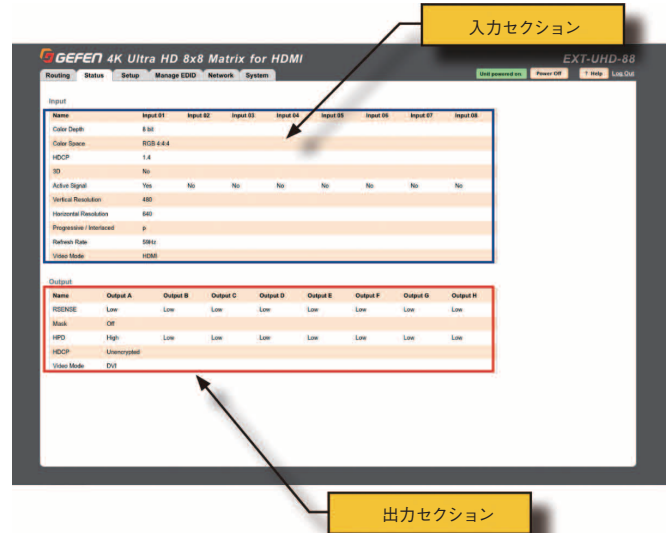 入力セクション
GEFEN 4K Ultra HD 8x8 Matrix for HDMI
EXT-UHD-88
Routing Status Setup Manage EDID Network System
Unit powered on Power Off ? Help Log Out
Input
Name Input 01 Input 02 Input 03 Input 04 Input 05 Input 06 Input 07 Input 08
Color Depth 8 bit
Color Space RGB 4:4:4
HDCP 1.4
3D No
Active Signal Yes No No No No No No No
Vertical Resolution 480
Horizontal Resolution 640
Progressive / Interlaced p
Refresh Rate
Video Mode HDMI
Output
Name Output A Output B Output C Output D Output E Output F Output G Output H
RSENSE Low Low Low Low Low Low Low Low
Mask Off
HPD High Low Low Low Low Low Low Low
HDCP Unencrypted
Video Mode DVI
出力セクション